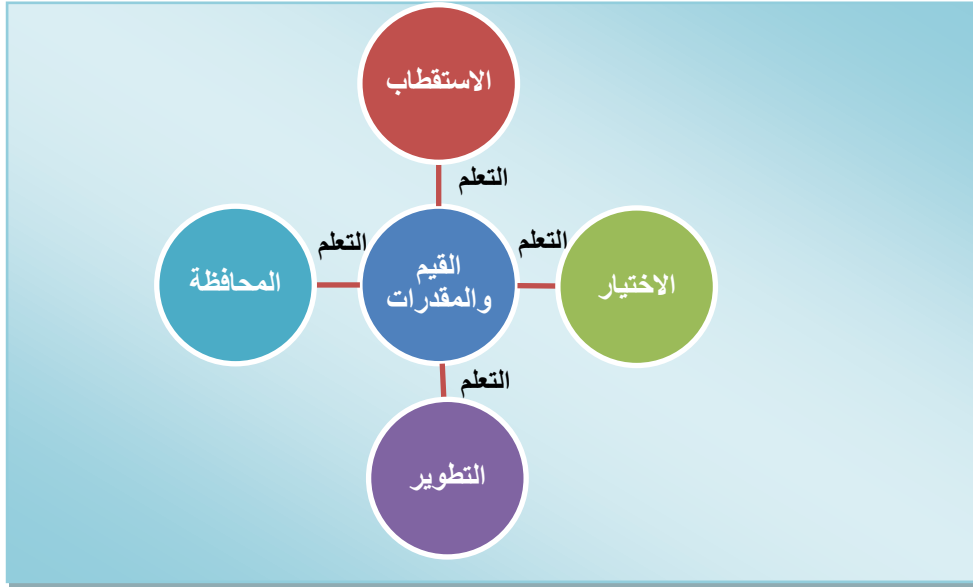 الاستقطاب
التعلم
التعلم
القيم
والمقدرات
التعلم
الاختيار
المحافظة
التعلم
التطوير